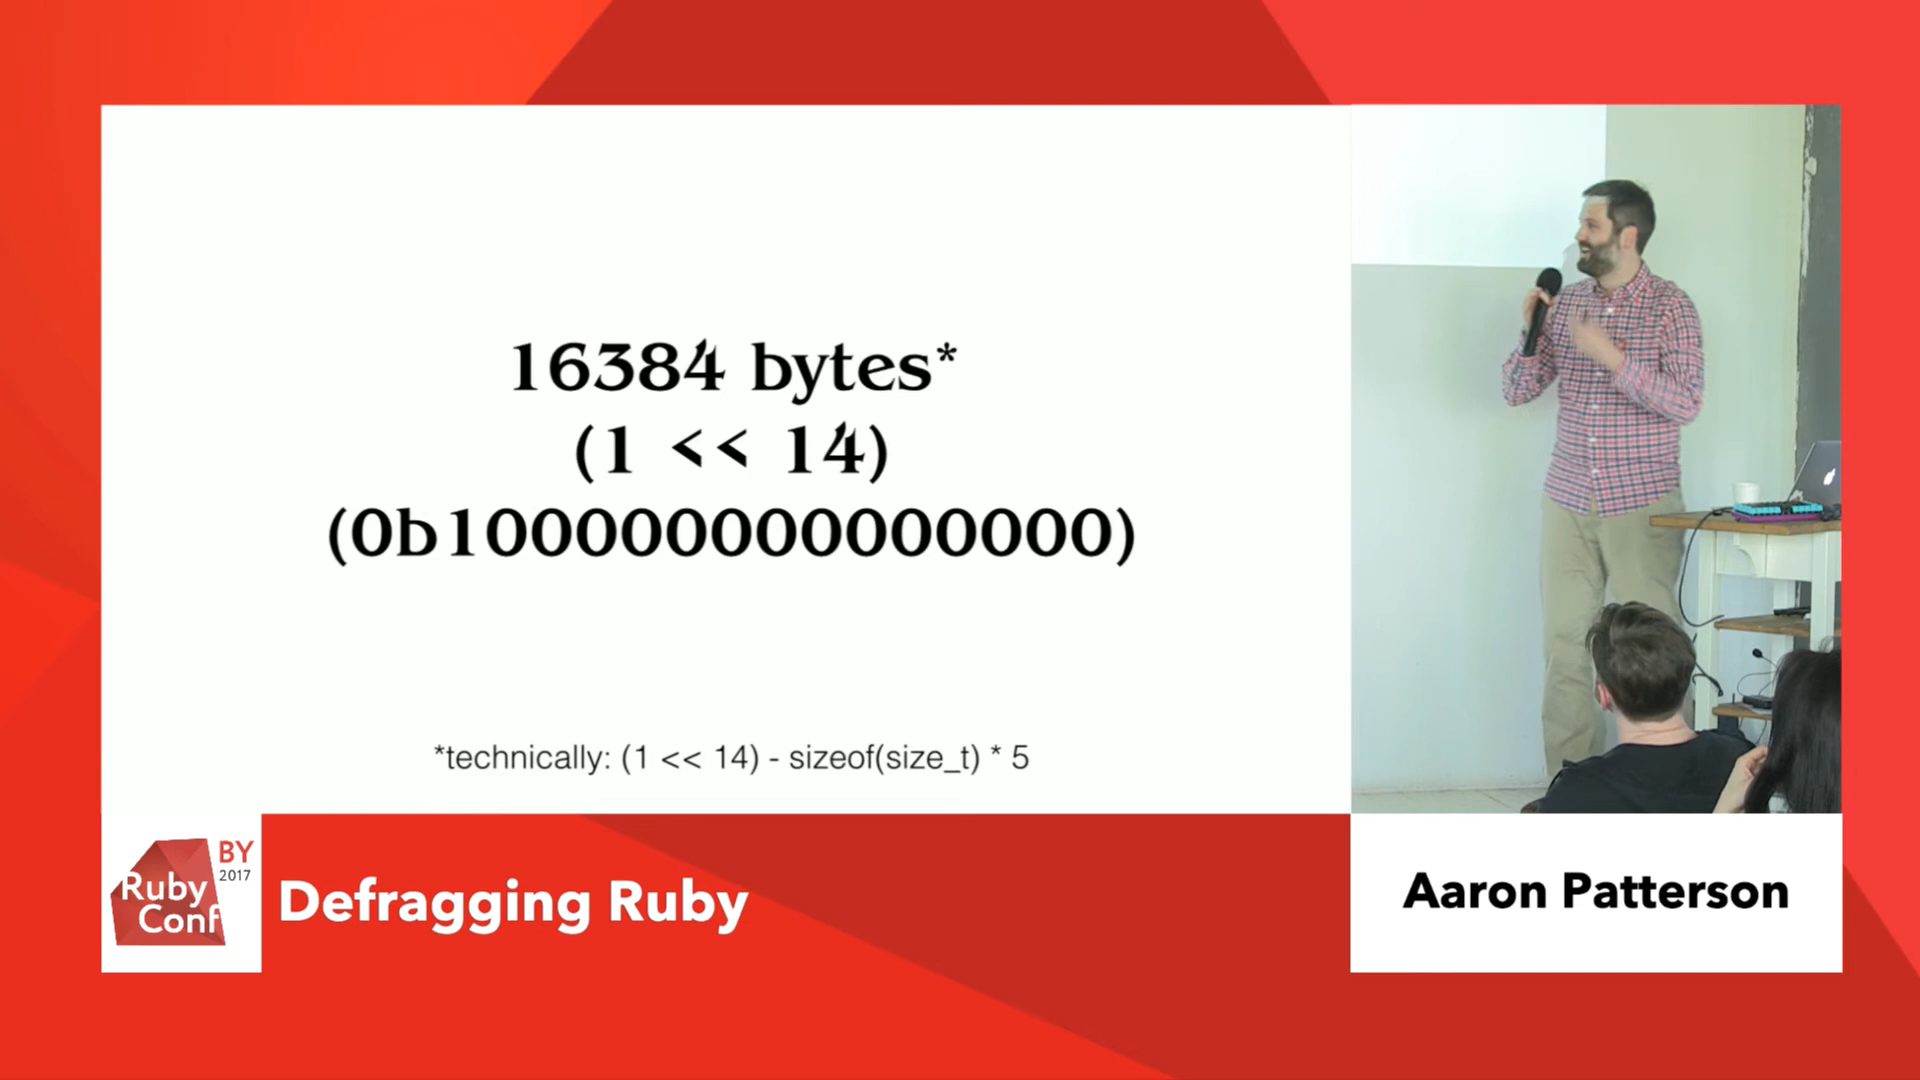 16384 bytes*
(1 << 14)
(0b100000000000000)
*technically: (1 << 14) - sizeof(size_t) * 5
Ruby
Conf
BY
2017
Defragging Ruby
Aaron Patterson